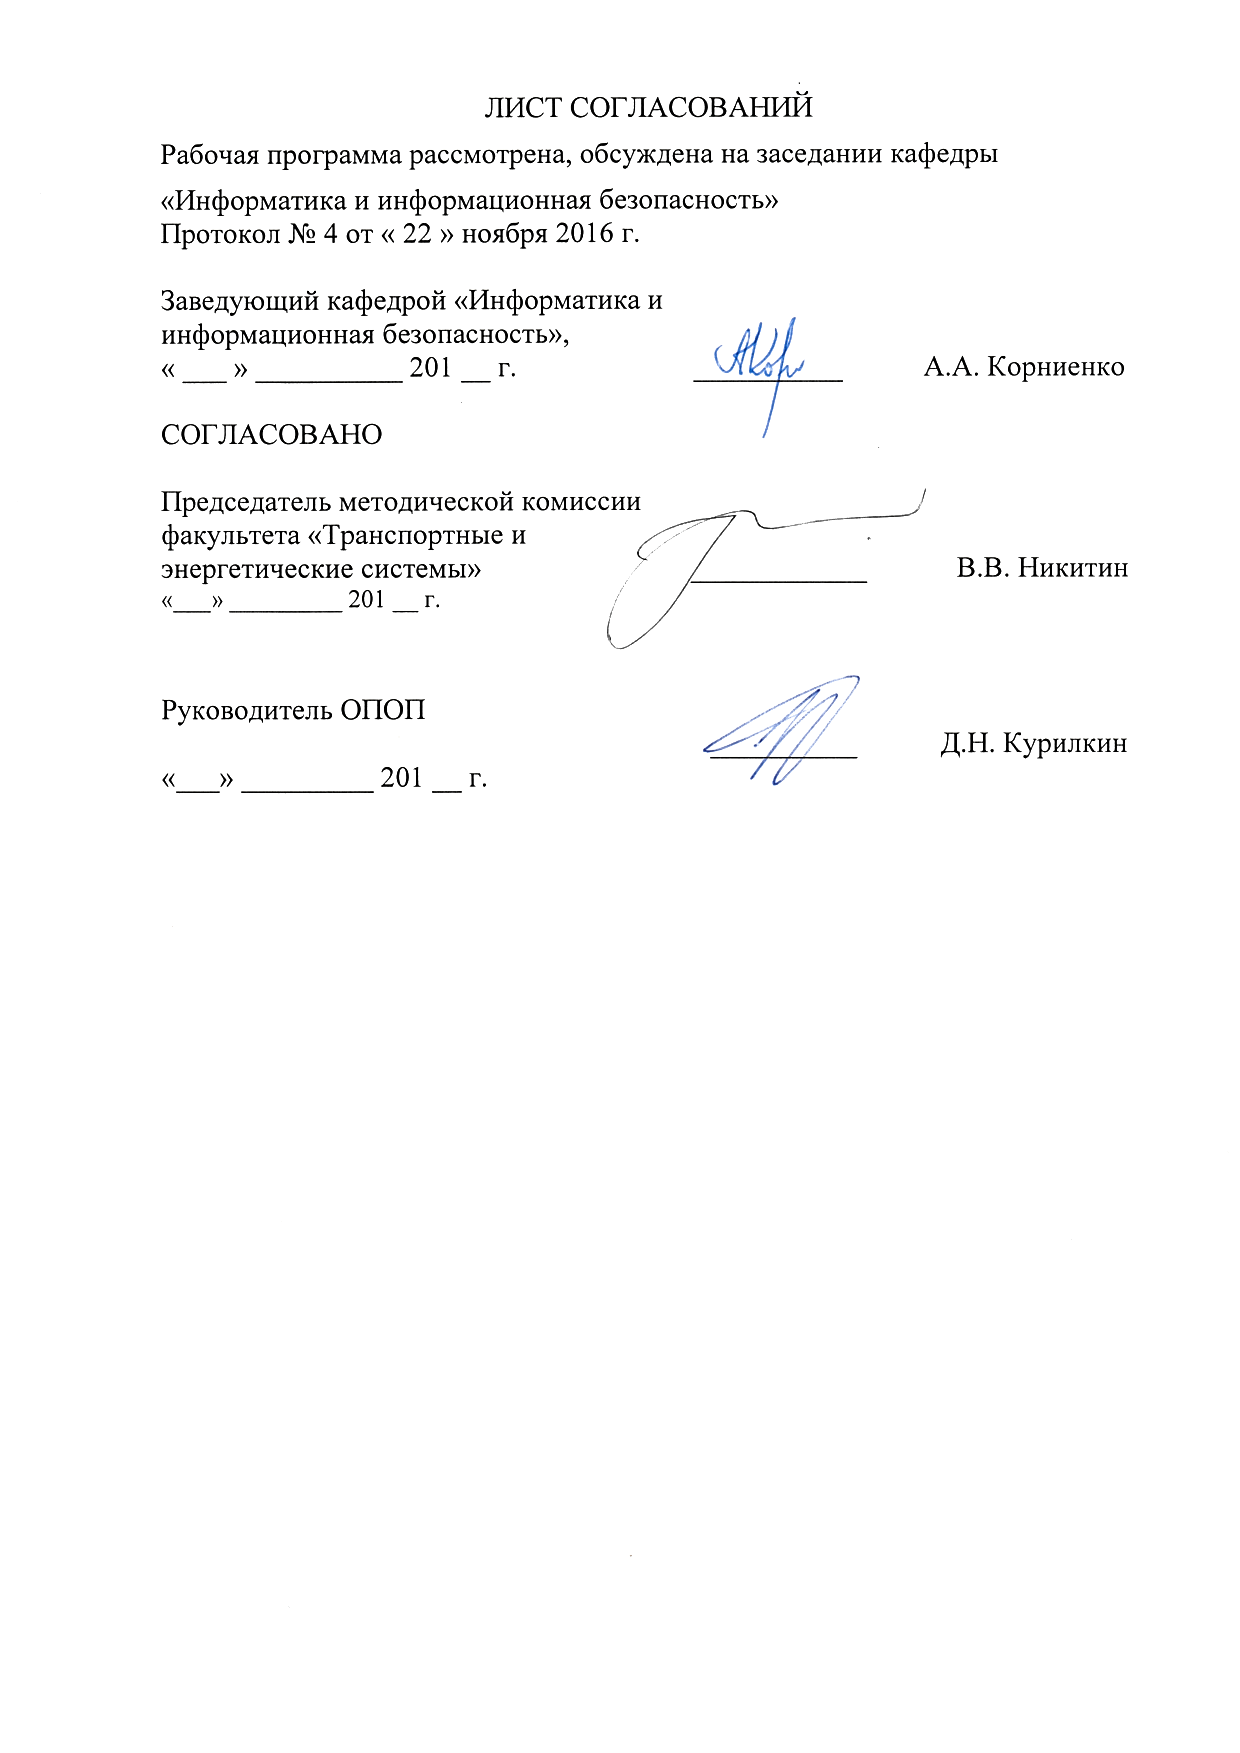 ЛИСТ СОГЛАСОВАНИЙ
Рабочая программа рассмотрена, обсуждена на заседании кафедры
«Информатика и информационная безопасность»
Протокол № 4 от « 22 » ноября 2016 г.
Заведующий кафедрой «Информатика и
информационная безопасность»,
« ___ » __________ 201 __ г. __________ А.А. Корниенко
СОГЛАСОВАНО
Председатель методической комиссии
факультета «Транспортные и
энергетические системы» ____________ В.В. Никитин
«___» _________ 201 __ г.
Руководитель ОПОП
__________ Д.Н. Курилкин
«___» _________ 201 __ г.